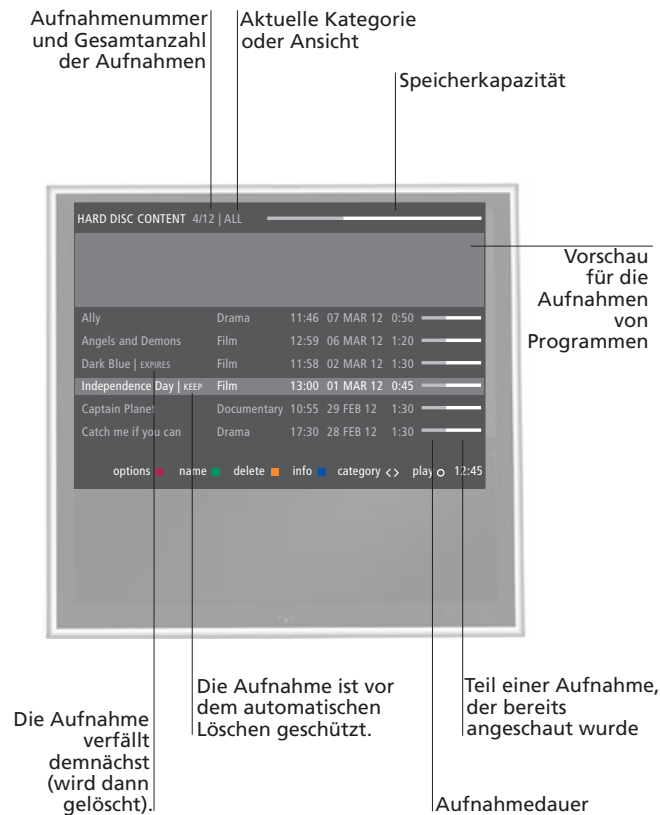 Aufnahmenummer
und Gesamtanzahl
der Aufnahmen
Aktuelle Kategorie
oder Ansicht
Speicherkapazität
HARD DISC CONTENT 4/12 | ALL
Vorschau
für die
Aufnahmen
von
Programmen
Ally Drama 11:46 07 MAR 12 0:50
Angels and Demons Film 12:59 06 MAR 12 1:20
Dark Blue | EXPIRES Film 11:58 02 MAR 12 1:30
Independence Day | KEEP Film 13:00 01 MAR 12 0:45
Captain Planet Documentary 10:55 29 FEB 12 1:30
Catch me if you can Drama 17:30 28 FEB 12 1:30
options name delete info category <> play 12:45
Die Aufnahme
verfällt
demnächst
(wird dann
gelöscht).
Die Aufnahme ist vor
dem automatischen
Löschen geschützt.
Teil einer Aufnahme,
der bereits
angeschaut wurde
Aufnahmedauer